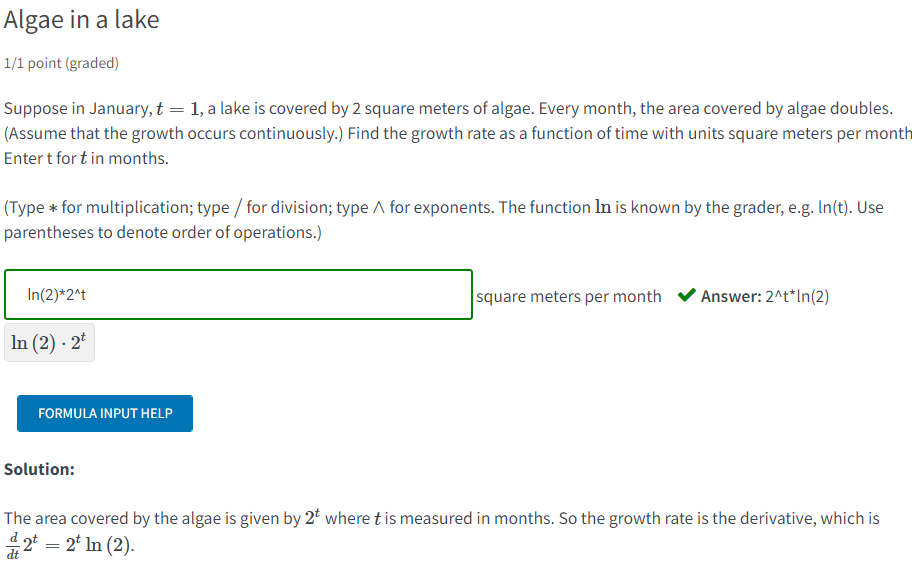 Algae in a lake
1/1 point (graded)
Suppose in January, t = 1, a lake is covered by 2 square meters of algae. Every month, the area covered by algae doubles.
(Assume that the growth occurs continuously.) Find the growth rate as a function of time with units square meters per month
Enter t for t in months.
(Type * for multiplication; type / for division; type ∧ for exponents. The function ln is known by the grader, e.g. ln(t). Use
parentheses to denote order of operations.)
ln(2)*2^t square meters per month ✔ Answer: 2^t*ln(2)
ln (2) · 2^t
FORMULA INPUT HELP
Solution:
The area covered by the algae is given by 2^t where t is measured in months. So the growth rate is the derivative, which is
d/dt 2^t = 2^t ln (2).